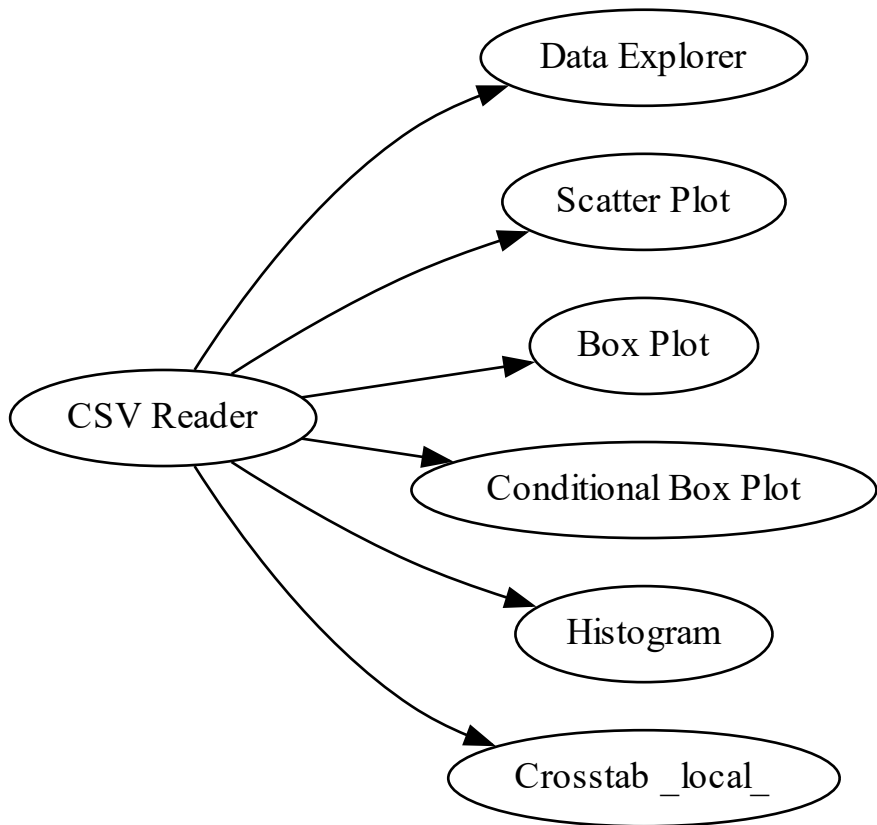 Data Explorer
Scatter Plot
Box Plot
CSV Reader
Conditional Box Plot
Histogram
Crosstab _local_